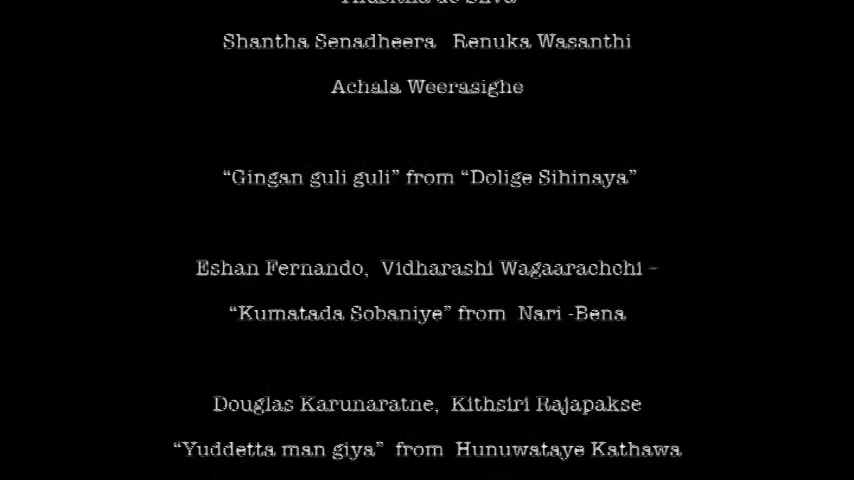 Shantha Senadheera Renuka Wasanthi
Achala Weerasighe
“Gingan guli guli” from “Dolige Sihinaya”
Eshan Fernando, Vidharashi Wagaarachchi -
“Kumatada Sobaniye” from Nari -Bena
Douglas Karunaratne, Kithsiri Rajapakse
“Yuddetta man giya” from Hunuwataye Kathawa